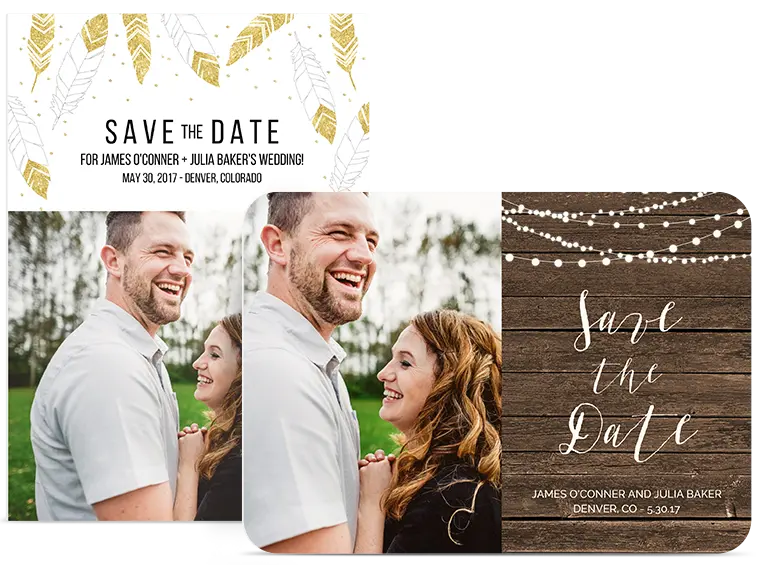 SAVE THE DATE
FOR JAMES O'CONNER + JULIA BAKER'S WEDDING!
MAY 30, 2017 - DENVER, COLORADO
Save
the
Date
JAMES O'CONNER AND JULIA BAKER
DENVER, CO - 5.30.17